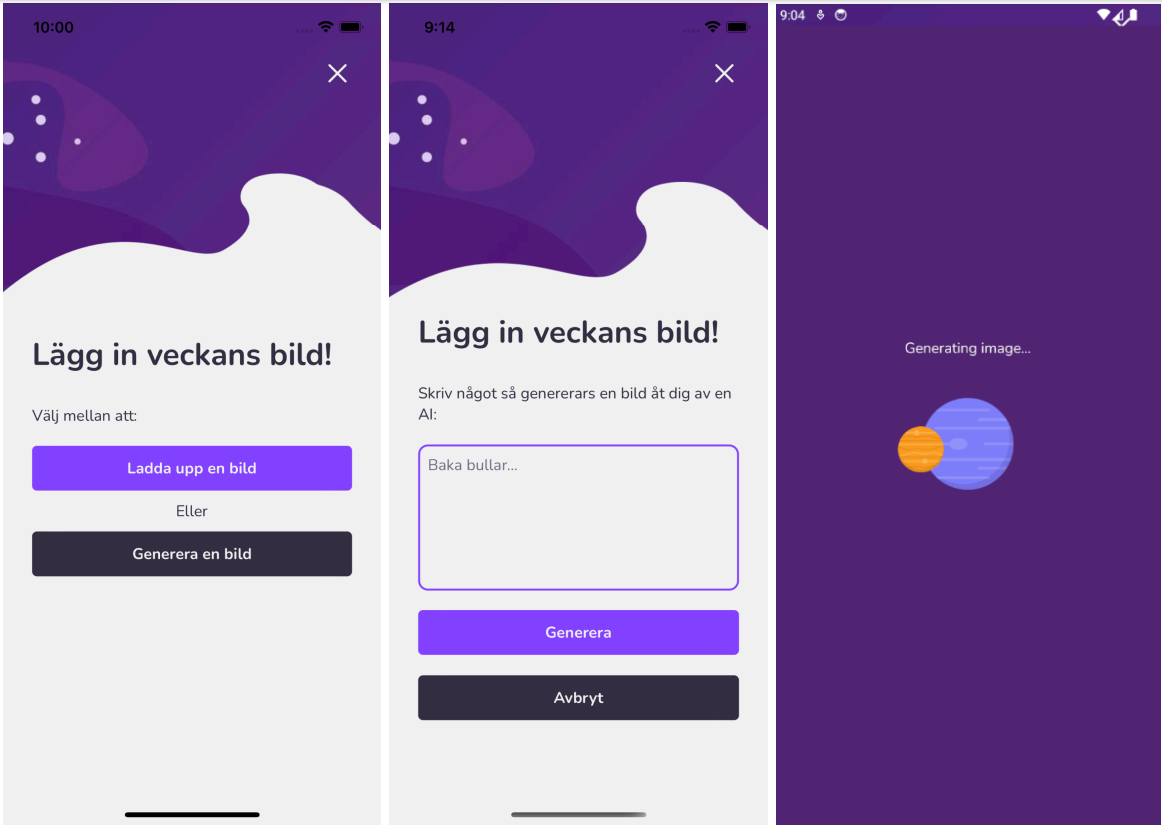 10:00
Lägg in veckans bild!
Välj mellan att:
Ladda upp en bild
Eller
Generera en bild
9:14
Lägg in veckans bild!
Skriv något så genererars en bild åt dig av en
AI:
Baka bullar...
Generera
Avbryt
9:04
Generating image...